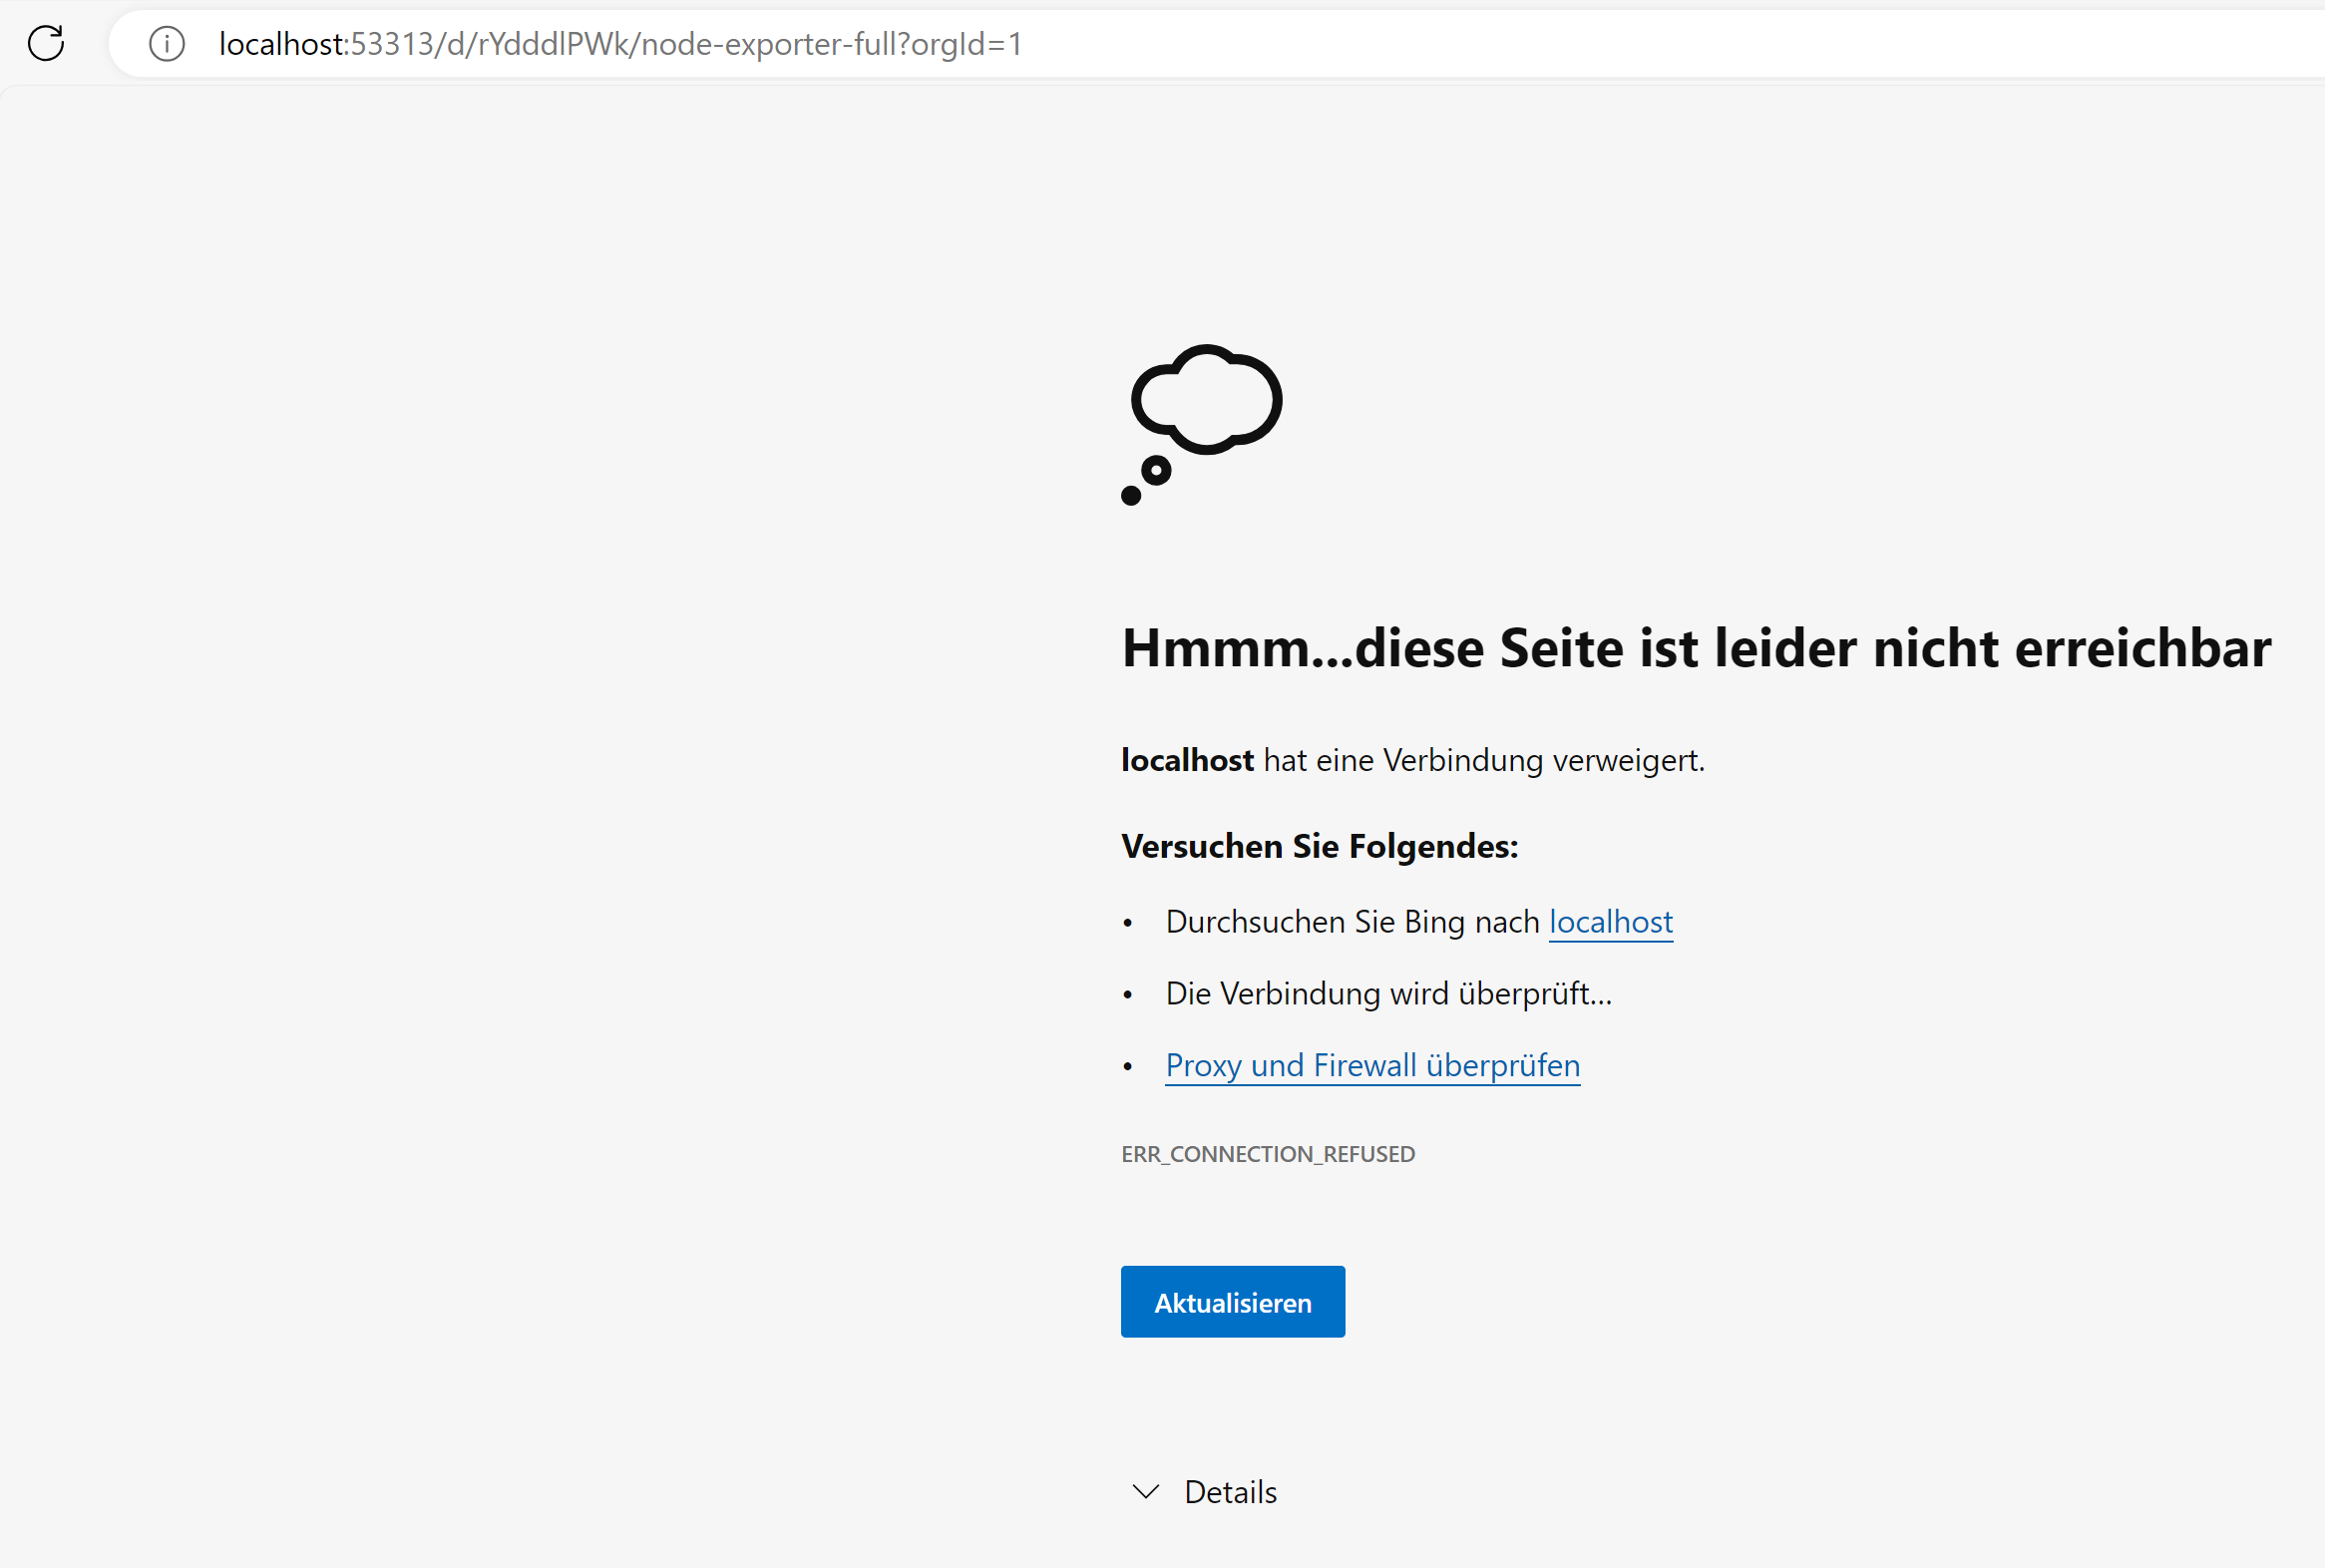 localhost:53313/d/rYdddlPWk/node-exporter-full?orgId=1
Hmmm...diese Seite ist leider nicht erreichbar
localhost hat eine Verbindung verweigert.
Versuchen Sie Folgendes:
• Durchsuchen Sie Bing nach localhost
• Die Verbindung wird überprüft...
• Proxy und Firewall überprüfen
ERR_CONNECTION_REFUSED
Aktualisieren
Details